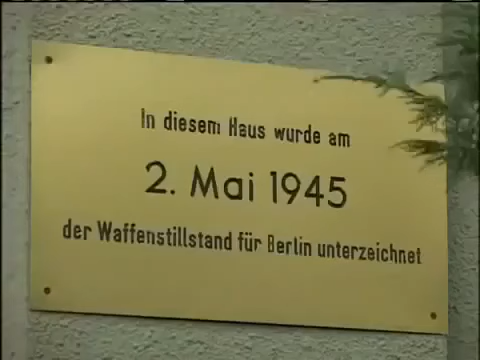 In diesem Haus wurde am
2. Mai 1945
der Waffenstillstand für Berlin unterzeichnet